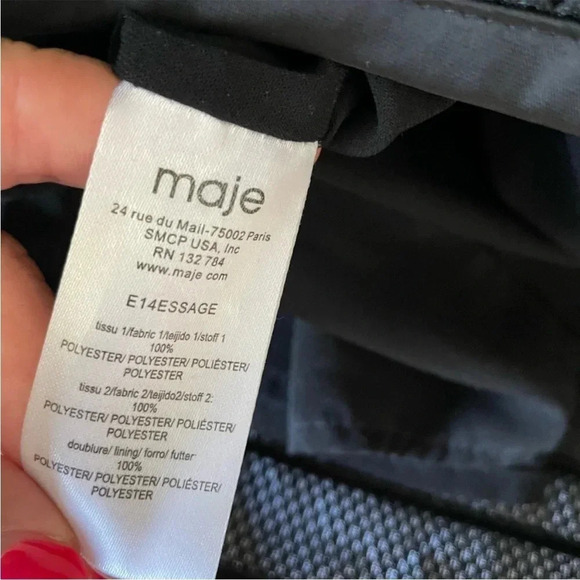 maje
24 rue du Mail-75002 Paris
SMCP USA, Inc
RN 132 784
www.maje com
E14ESSAGE
tissu 1/fabric 1/teijido 1/stoff 1
100%
POLYESTER/ POLYESTER/ POLIÉSTER/
POLYESTER
tissu 2/fabric 2/teijido2/stoff 2:
100%
POLYESTER/ POLYESTER/ POLIÉSTER/
POLYESTER
doublure/ lining/ forro/ futter:
100%
POLYESTER/ POLYESTER/ POLIÉSTER/
POLYESTER